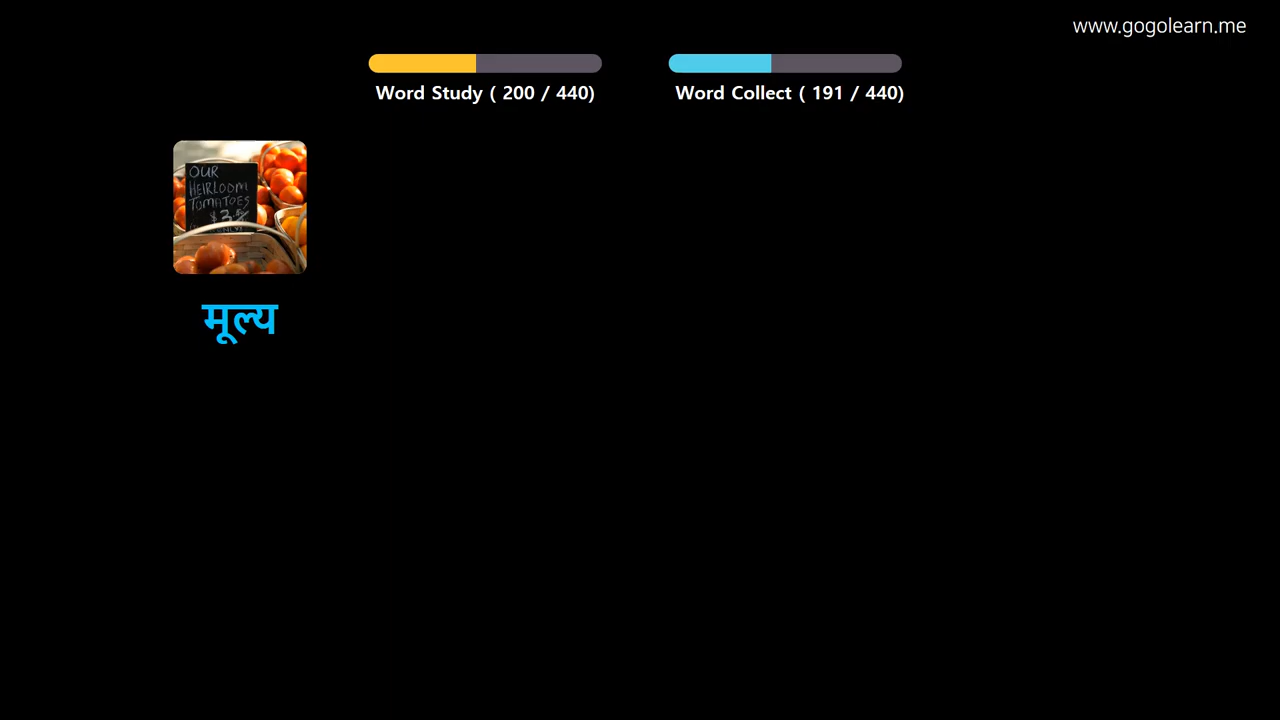 www.gogolearn.me
Word Study ( 200 / 440)
Word Collect ( 191 / 440)
OUR
HEIRLOOM
TOMATOES
मूल्य